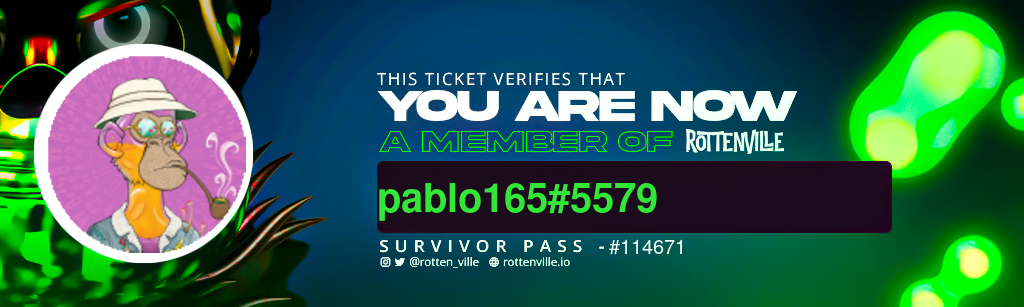 THIS TICKET VERIFIES THAT
YOU ARE NOW
A MEMBER OF ROTTENVILLE
pablo165#5579
SURVIVOR PASS - #114671
@rotten_ville rottenville.io